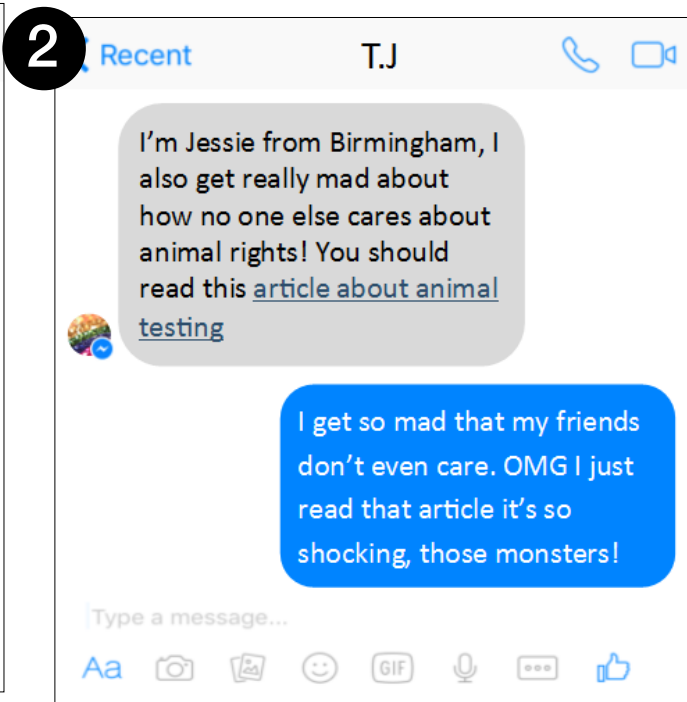 2
Recent
T.J
I'm Jessie from Birmingham, I
also get really mad about
how no one else cares about
animal rights! You should
read this article about animal
testing
I get so mad that my friends
don't even care. OMG I just
read that article it's so
shocking, those monsters!
Type a message...
Aa
GIF